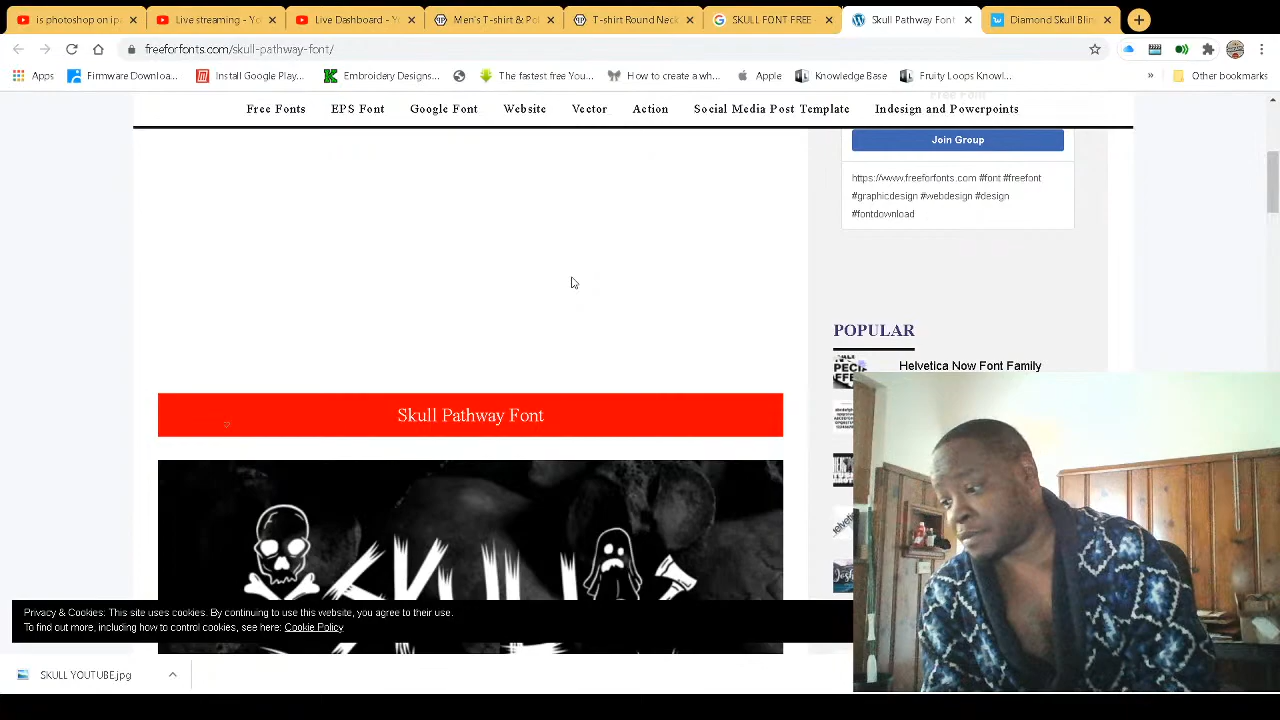 is photoshop on ip
Live streaming - Yo
Live Dashboard - Yo
Men's T-shirt & Pol
T-shirt Round Neck
SKULL FONT FREE
Skull Pathway Font
Diamond Skull Blin
freeforfonts.com/skull-pathway-font/
Apps
Firmware Downloa...
Install Google Play...
Embroidery Designs...
The fastest free You...
How to create a wh...
Apple
Knowledge Base
Fruity Loops Knowl...
»
Other bookmarks
Free Font
Free Fonts
EPS Font
Google Font
Website
Vector
Action
Social Media Post Template
Indesign and Powerpoints
Join Group
https://www.freeforfonts.com #font #freefont
#graphicdesign #webdesign #design
#fontdownload
POPULAR
Helvetica Now Font Family
Skull Pathway Font
SKULL
Privacy & Cookies: This site uses cookies. By continuing to use this website, you agree to their use.
To find out more, including how to control cookies, see here: Cookie Policy
SKULL YOUTUBE.jpg